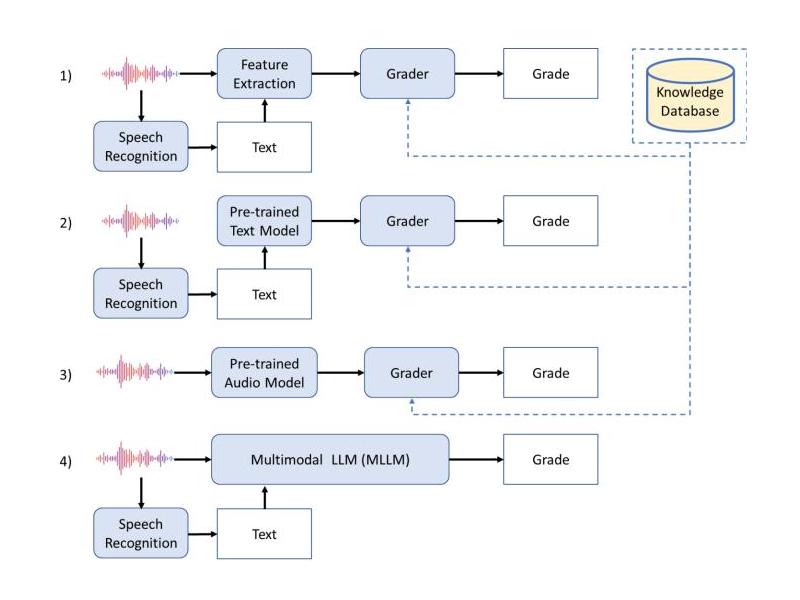 1)
Feature
Extraction
Grader
Grade
Knowledge
Database
Speech
Recognition
Text
2)
Pre-trained
Text Model
Grader
Grade
Speech
Recognition
Text
3)
Pre-trained
Audio Model
Grader
Grade
4)
Multimodal LLM (MLLM)
Grade
Speech
Recognition
Text